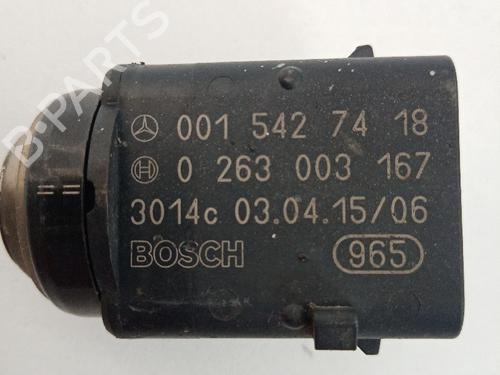 001 542 74 18
0 263 003 167
3014c 03.04.15/06
BOSCH 965
B-PARTS